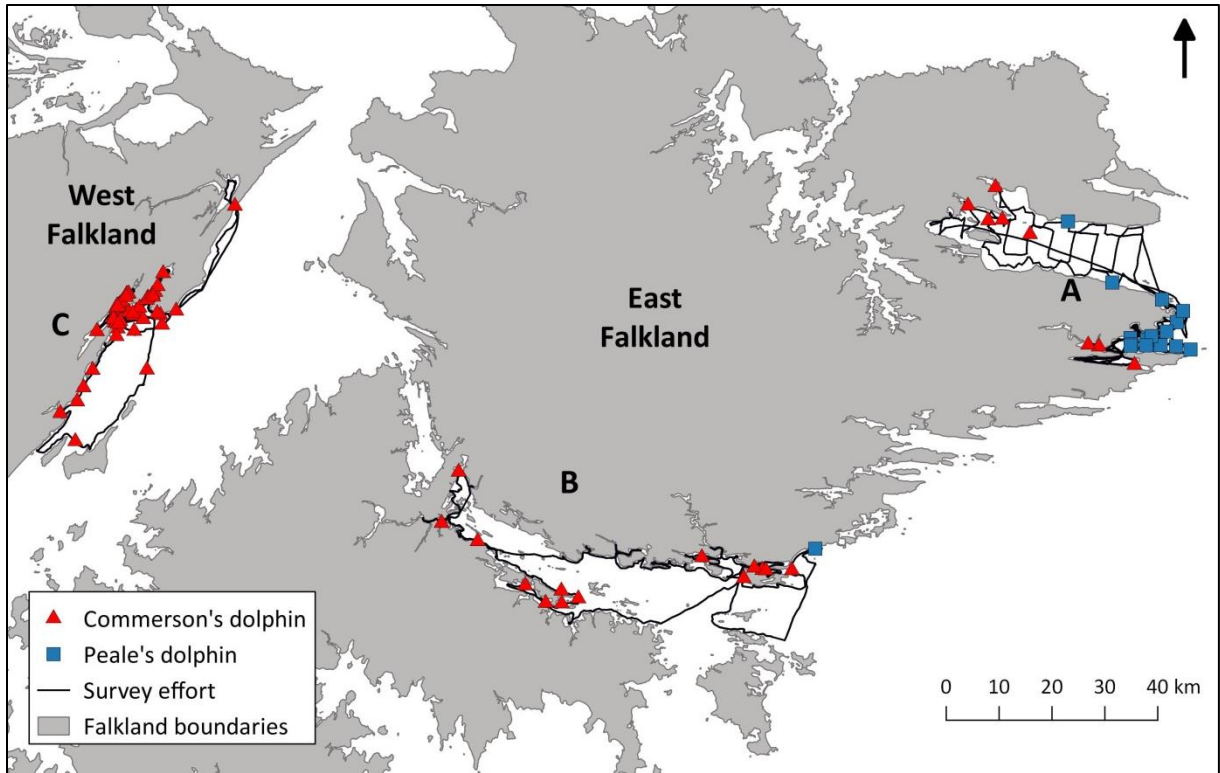 West
Falkland
C
East
Falkland
A
B
Commerson's dolphin
Peale's dolphin
Survey effort
Falkland boundaries
0 10 20 30 40 km